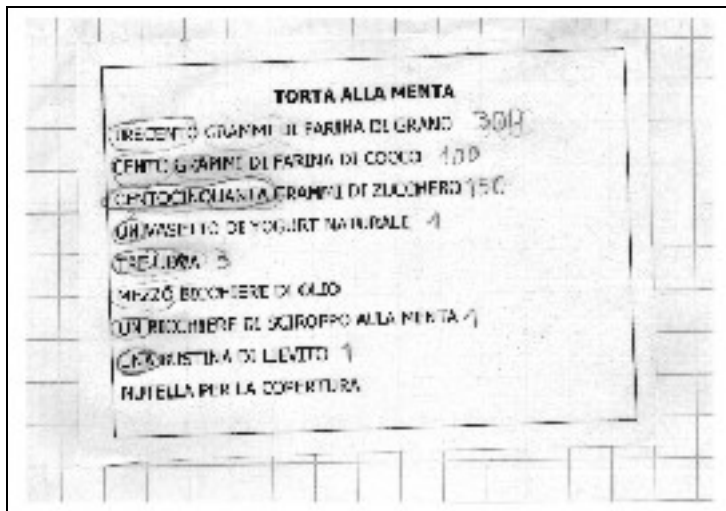 TORTA ALLA MENTA
TRECENTO GRAMMI DI FARINA DI GRANO
CENTO GRAMMI DI FARINA DI COCCO 100
CENTOCINQUANTA GRAMMI DI ZUCCHERO 150
UN VASETTO DI YOGURT NATURALE 1
TRE UOVA 3
MEZZO BICCHIERE DI OLIO
UN BICCHIERE DI SCIROPPO ALLA MENTA 1
UNA BUSTINA DI LIEVITO 1
NUTELLA PER LA COPERTURA